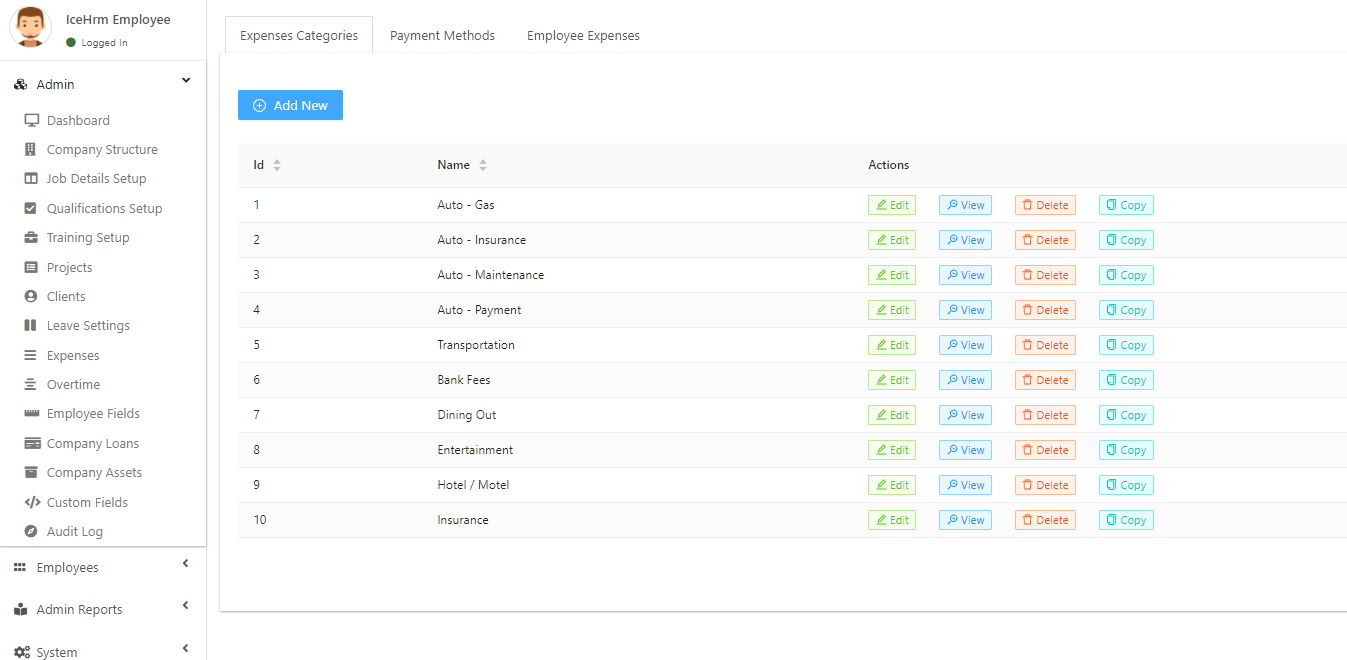 IceHrm Employee
Logged In
Admin
Dashboard
Company Structure
Job Details Setup
Qualifications Setup
Training Setup
Projects
Clients
Leave Settings
Expenses
Overtime
Employee Fields
Company Loans
Company Assets
Custom Fields
Audit Log
Employees
Admin Reports
System
Expenses Categories Payment Methods Employee Expenses
Add New
Id Name Actions
1 Auto - Gas Edit View Delete Copy
2 Auto - Insurance Edit View Delete Copy
3 Auto - Maintenance Edit View Delete Copy
4 Auto - Payment Edit View Delete Copy
5 Transportation Edit View Delete Copy
6 Bank Fees Edit View Delete Copy
7 Dining Out Edit View Delete Copy
8 Entertainment Edit View Delete Copy
9 Hotel / Motel Edit View Delete Copy
10 Insurance Edit View Delete Copy